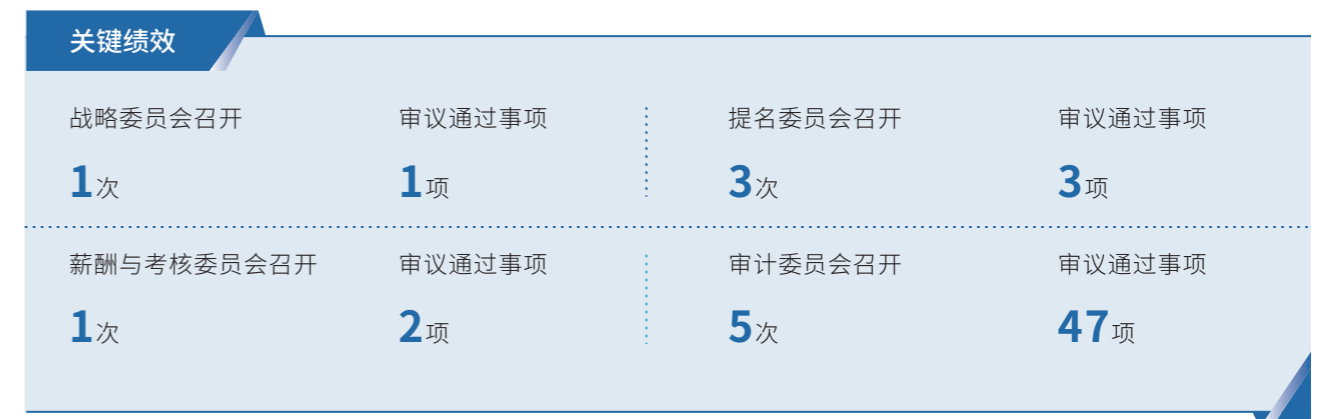 关键绩效
战略委员会召开 审议通过事项 提名委员会召开 审议通过事项
1次 1项 3次 3项
薪酬与考核委员会召开 审议通过事项 审计委员会召开 审议通过事项
1次 2项 5次 47项